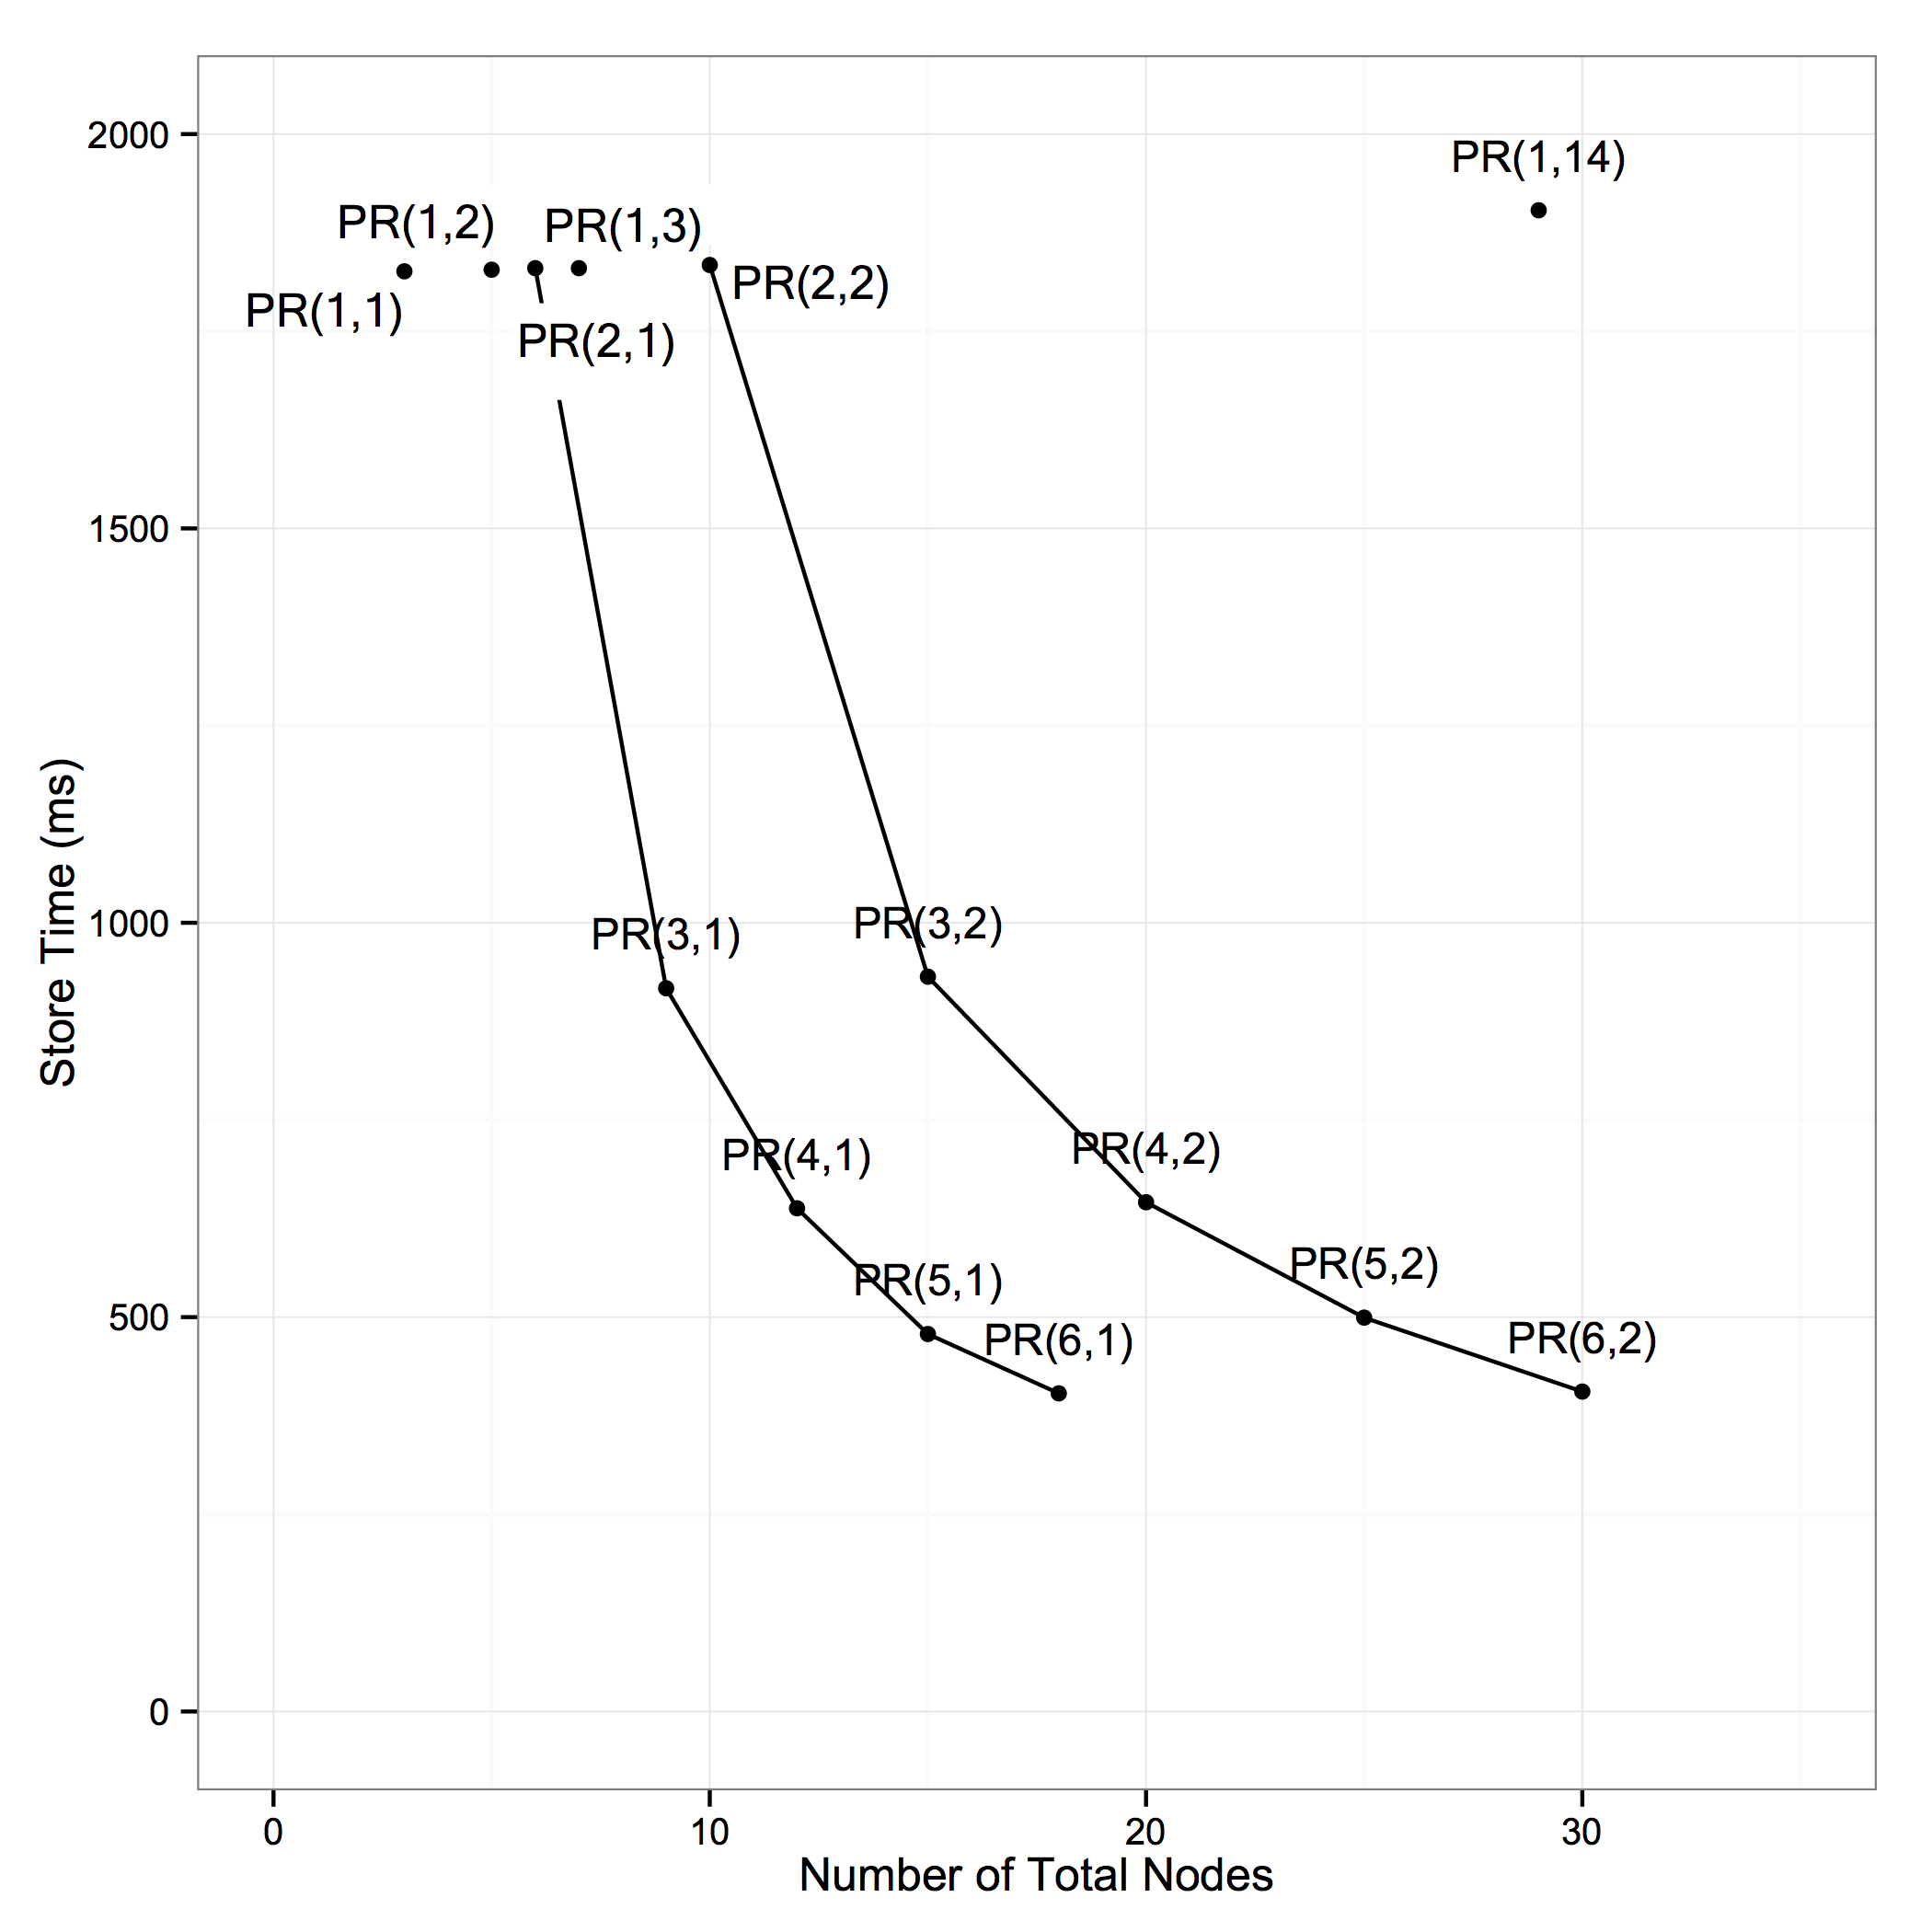 2000
PR(1,14)
PR(1,2)
PR(1,3)
PR(2,2)
PR(1,1)
PR(2,1)
1500
1000
PR(3,1)
PR(3,2)
Store Time (ms)
PR(4,1)
PR(4,2)
PR(5,1)
PR(5,2)
500
PR(6,1)
PR(6,2)
0
0
10
20
30
Number of Total Nodes